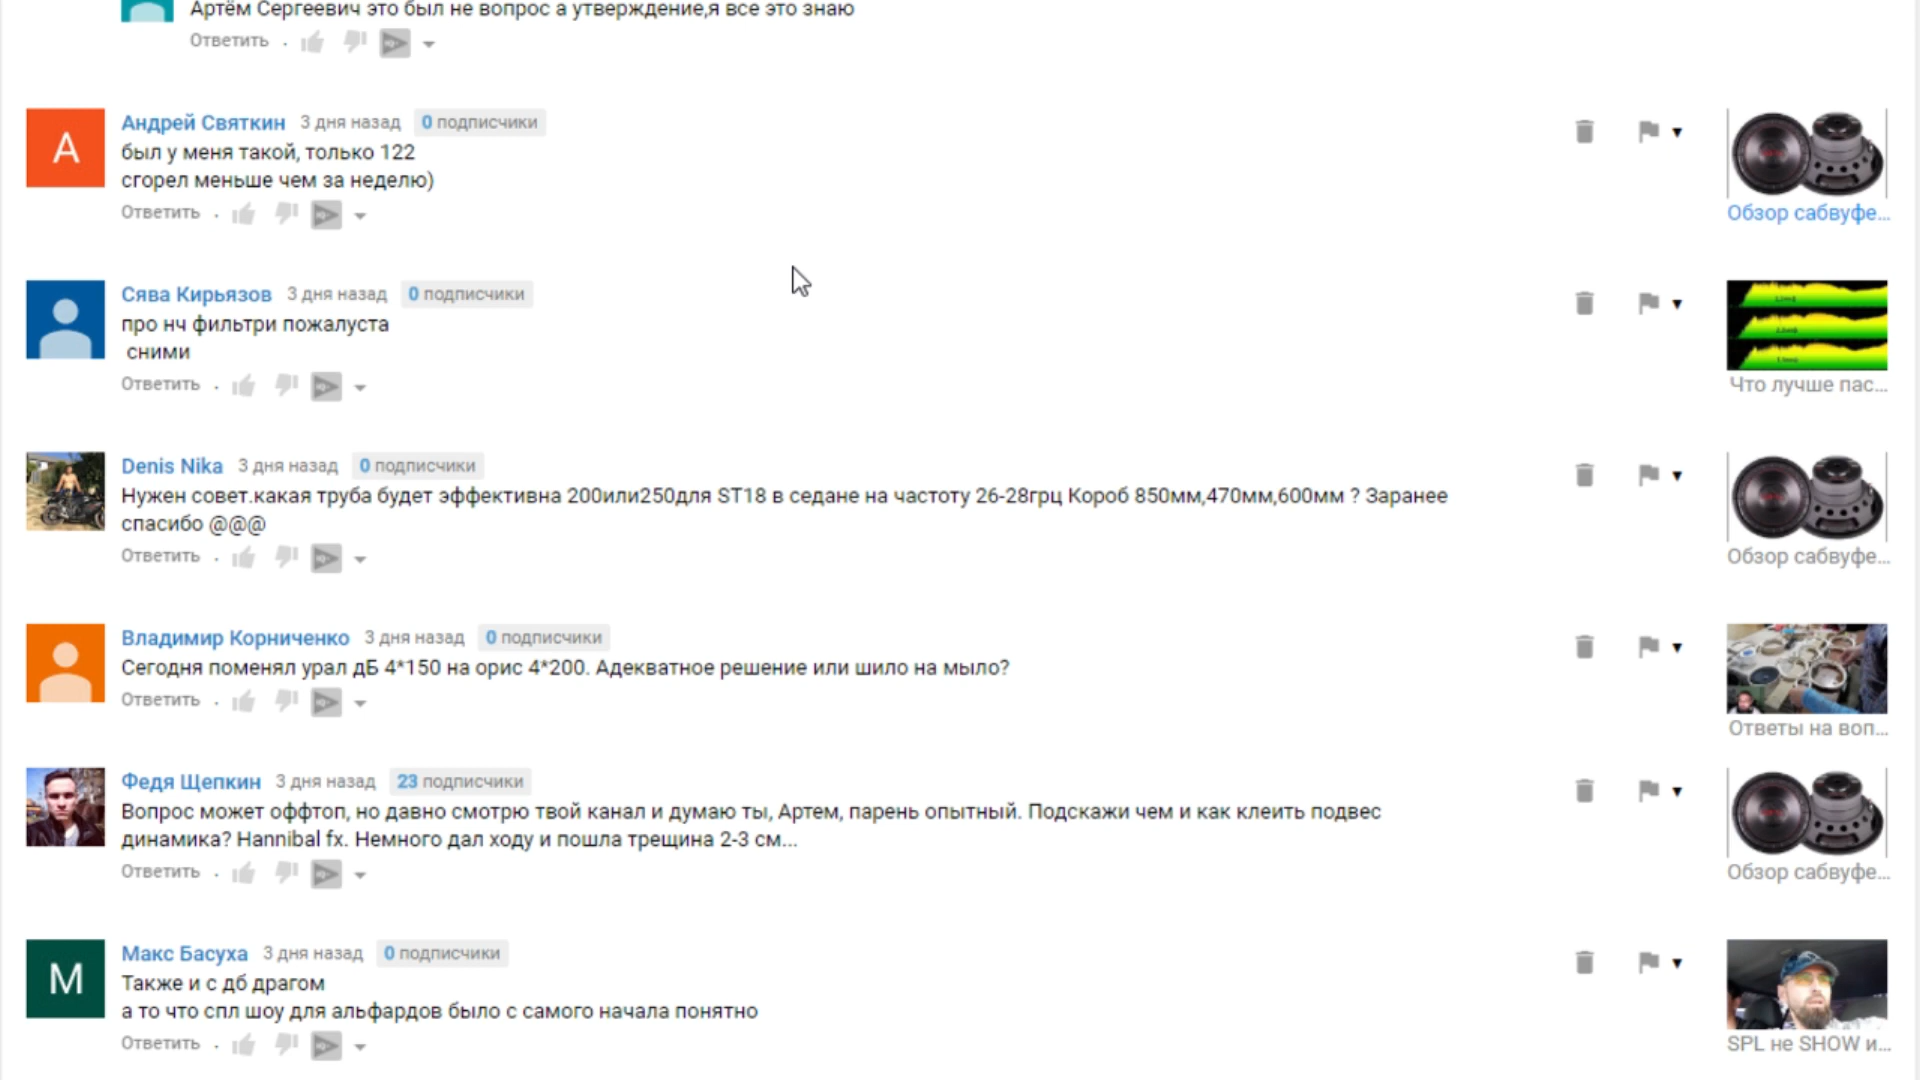 Артём Сергеевич это был не вопрос а утверждение,я все это знаю
Ответить
Андрей Святкин 3 дня назад 0 подписчики
был у меня такой, только 122
сгорел меньше чем за неделю)
Ответить
Обзор сабвуфе...
Сява Кирьязов 3 дня назад 0 подписчики
про нч фильтри пожалуста
сними
Ответить
Что лучше пас...
Denis Nika 3 дня назад 0 подписчики
Нужен совет.какая труба будет эффективна 200или250для ST18 в седане на частоту 26-28грц Короб 850мм,470мм,600мм ? Заранее
спасибо @@@
Ответить
Обзор сабвуфе...
Владимир Корниченко 3 дня назад 0 подписчики
Сегодня поменял урал дБ 4*150 на орис 4*200. Адекватное решение или шило на мыло?
Ответить
Ответы на воп...
Федя Щепкин 3 дня назад 23 подписчики
Вопрос может оффтоп, но давно смотрю твой канал и думаю ты, Артем, парень опытный. Подскажи чем и как клеить подвес
динамика? Hannibal fx. Немного дал ходу и пошла трещина 2-3 см...
Ответить
Обзор сабвуфе...
М
Макс Басуха 3 дня назад 0 подписчики
Также и с дб драгом
а то что спл шоу для альфардов было с самого начала понятно
Ответить
SPL не SHOW и...
А